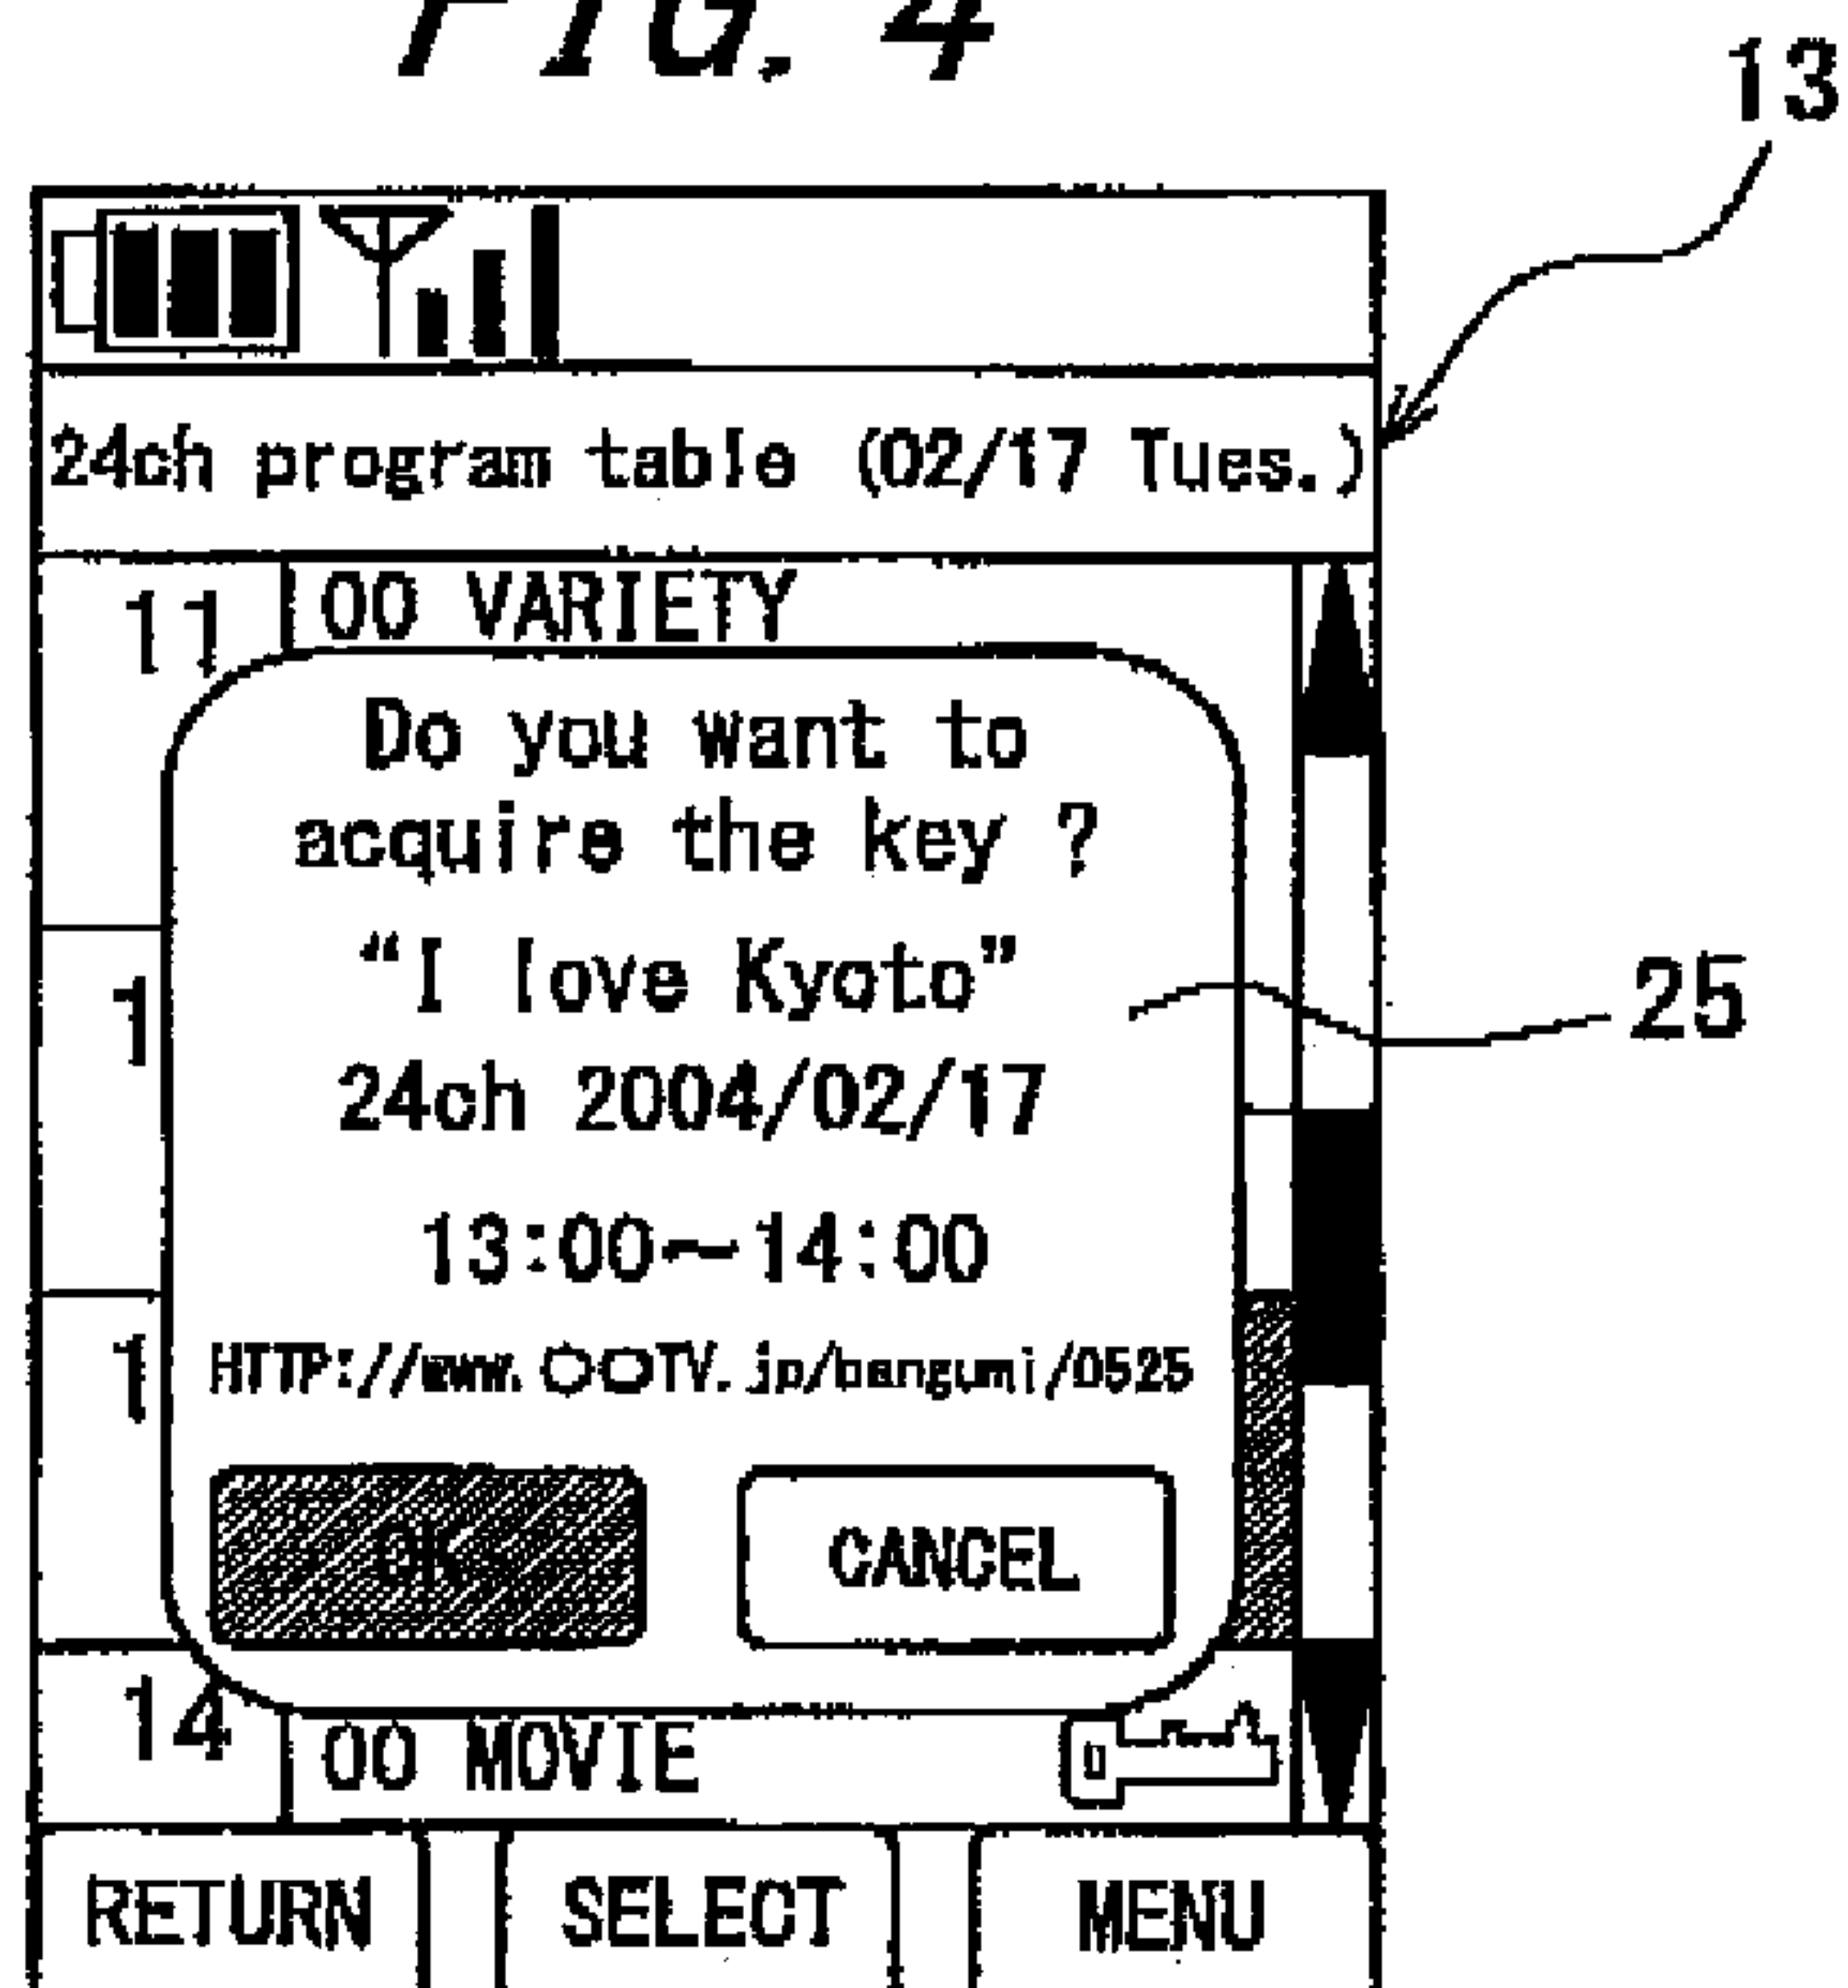 FIG. 4
13
24ch program table (02/17 Tues.)
11
OO VARIETY
Do you want to
acquire the key ?
“I love Kyoto”
25
1
24ch 2004/02/17
13:00~14:00
1
HTTP://www.OOTV.jp/bangumi/0525
OK
CANCEL
14
OO MOVIE
RETURN
SELECT
MENU